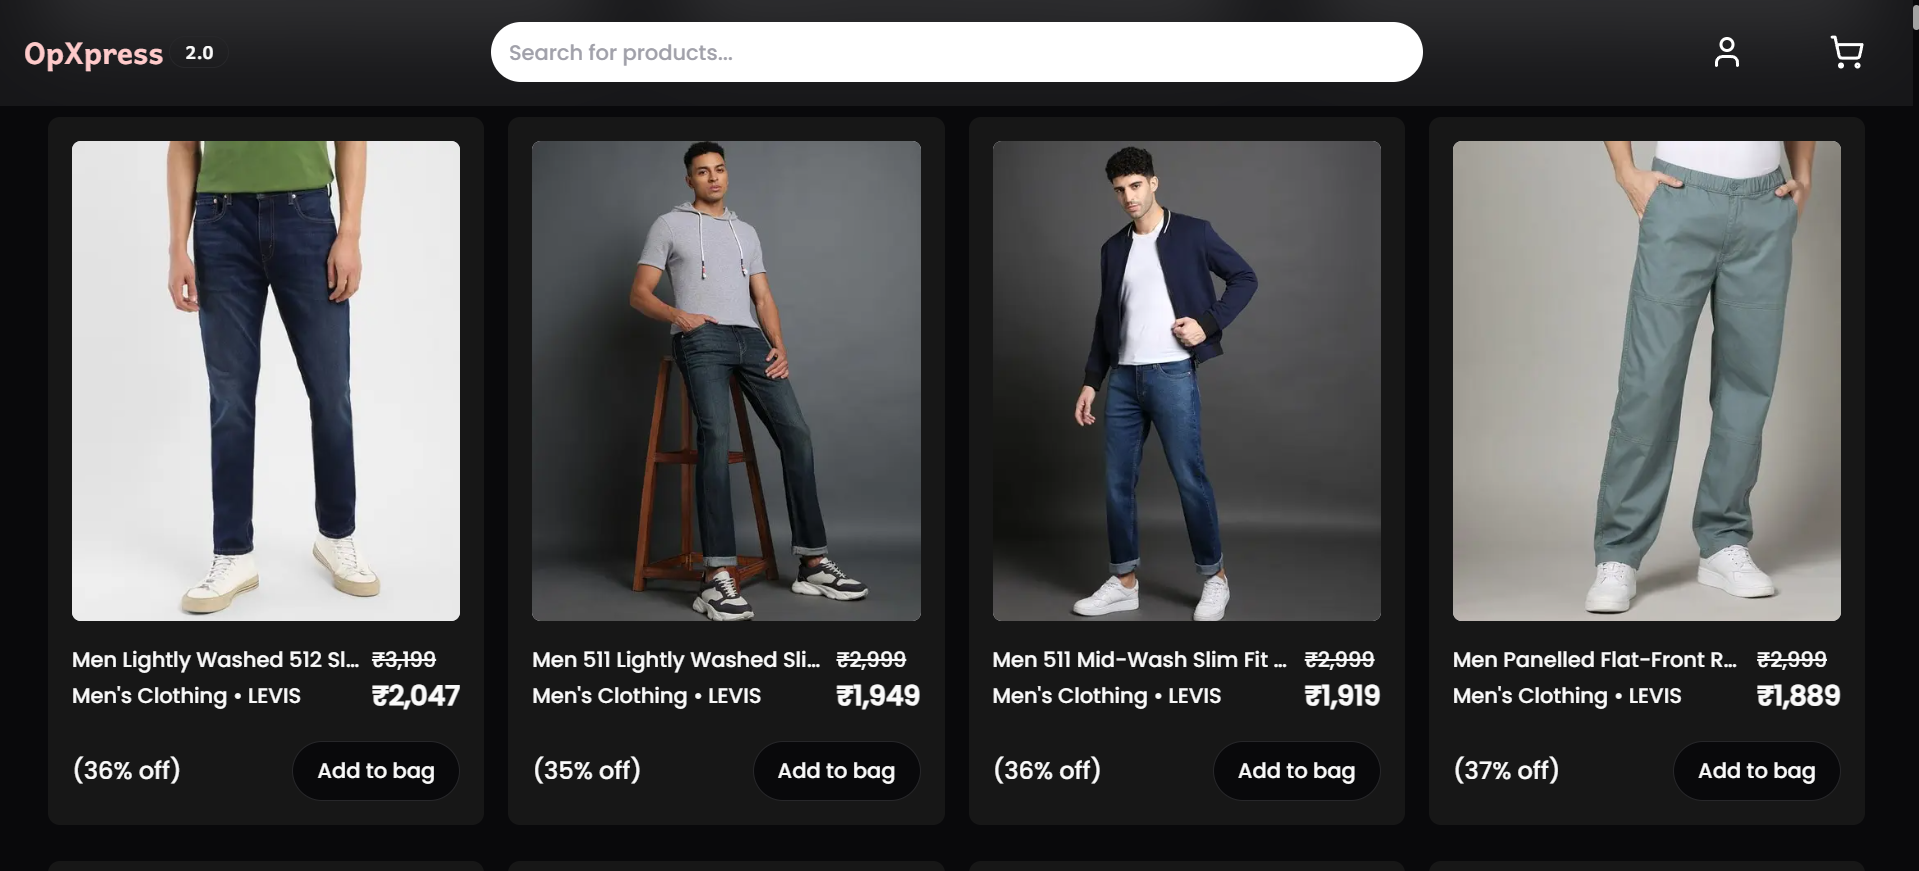 OpXpress 2.0
Search for products...
Men Lightly Washed 512 Sl... ₹3,199
Men's Clothing • LEVIS ₹2,047
(36% off) Add to bag
Men 511 Lightly Washed Sli... ₹2,999
Men's Clothing • LEVIS ₹1,949
(35% off) Add to bag
Men 511 Mid-Wash Slim Fit ... ₹2,999
Men's Clothing • LEVIS ₹1,919
(36% off) Add to bag
Men Panelled Flat-Front R... ₹2,999
Men's Clothing • LEVIS ₹1,889
(37% off) Add to bag